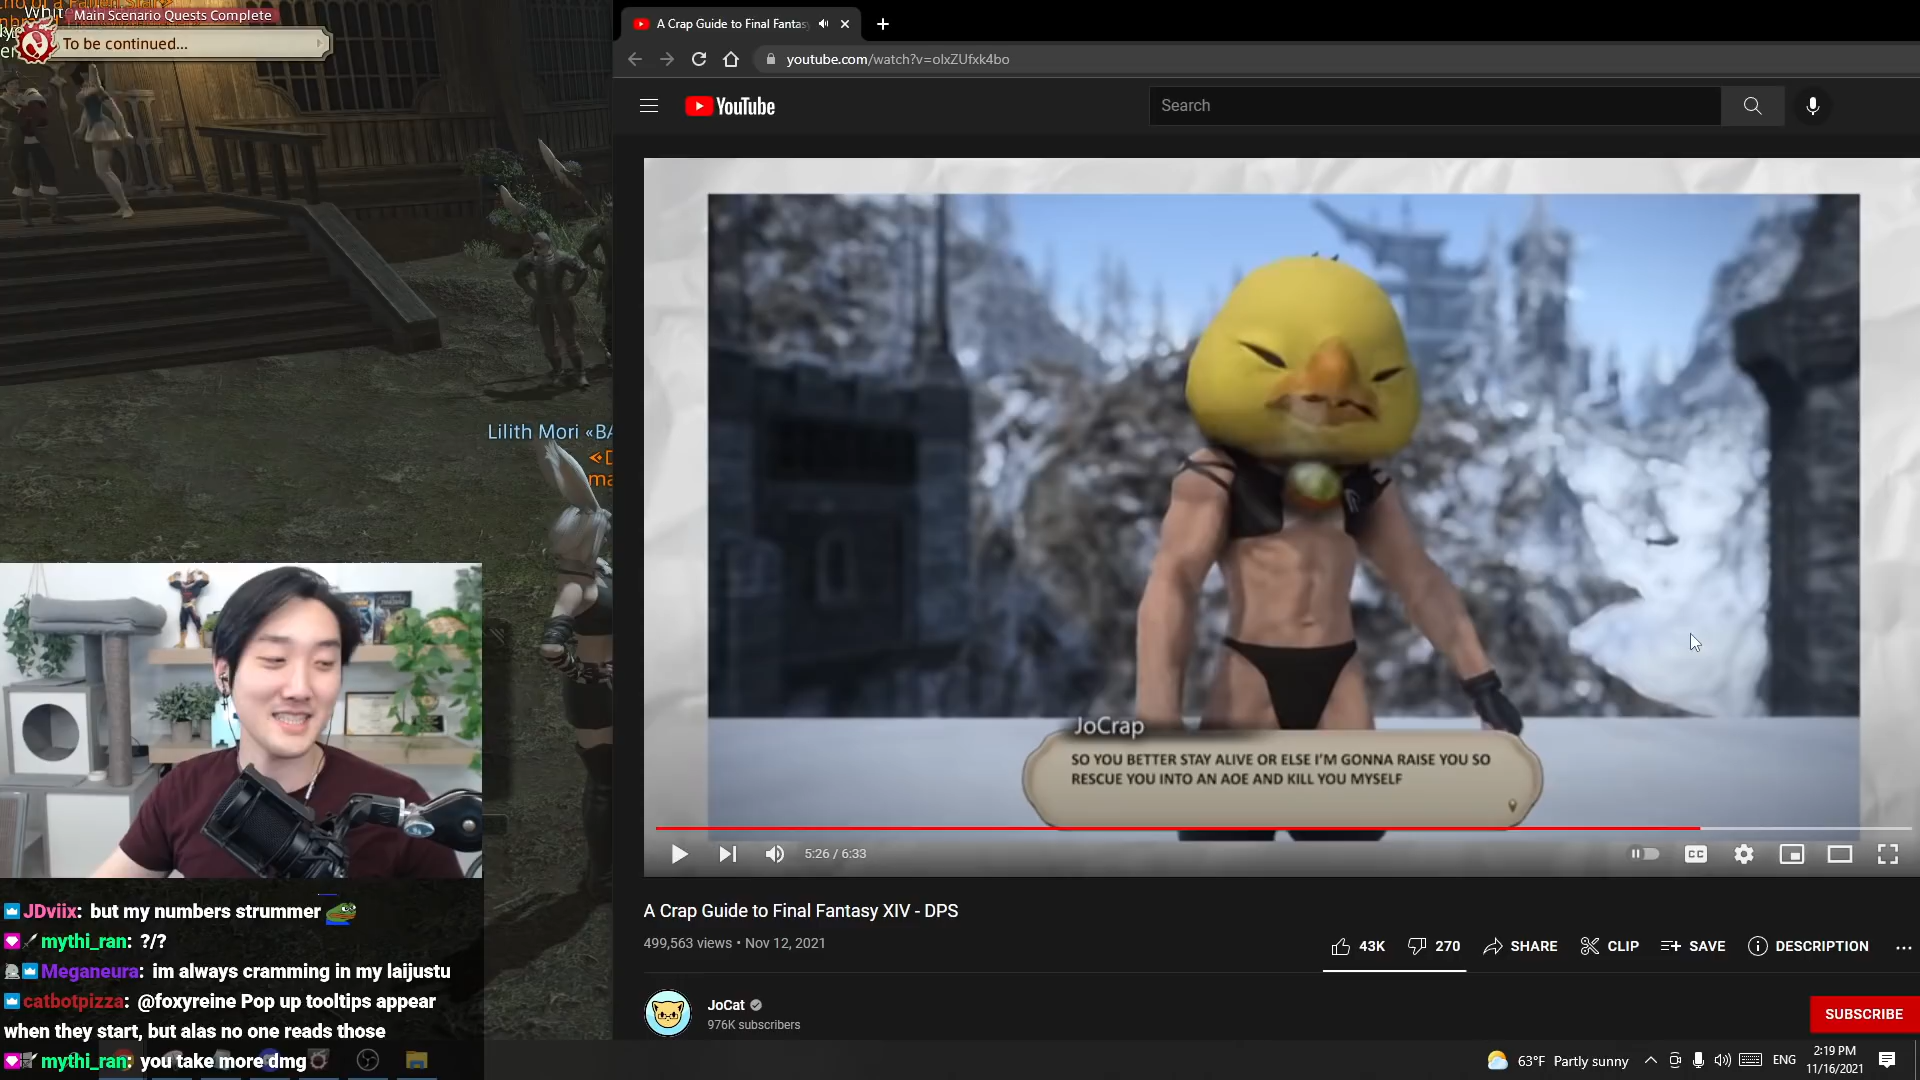 Main Scenario Quests Complete
To be continued...
Lilith Mori «BA
A Crap Guide to Final Fantas
youtube.com/watch?v=olxZUfxk4bo
YouTube
Search
JoCrap
SO YOU BETTER STAY ALIVE OR ELSE I'M GONNA RAISE YOU SO
RESCUE YOU INTO AN AOE AND KILL YOU MYSELF
5:26 / 6:33
CC
A Crap Guide to Final Fantasy XIV - DPS
499,563 views • Nov 12, 2021
43K
270
SHARE
CLIP
SAVE
DESCRIPTION
JoCat
976K subscribers
SUBSCRIBE
JDviix: but my numbers strummer
mythi_ran: ?/?
Meganeura: im always cramming in my laijustu
catbotpizza: @foxyreine Pop up tooltips appear
when they start, but alas no one reads those
mythi_ran: you take more dmg
63°F Partly sunny
ENG
2:19 PM
11/16/2021